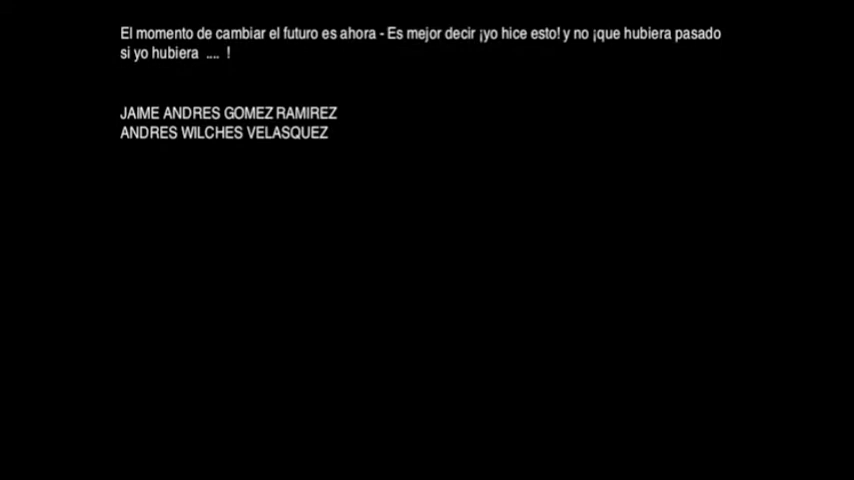 El momento de cambiar el futuro es ahora - Es mejor decir ¡yo hice esto! y no ¡que hubiera pasado
si yo hubiera .... !
JAIME ANDRES GOMEZ RAMIREZ
ANDRES WILCHES VELASQUEZ